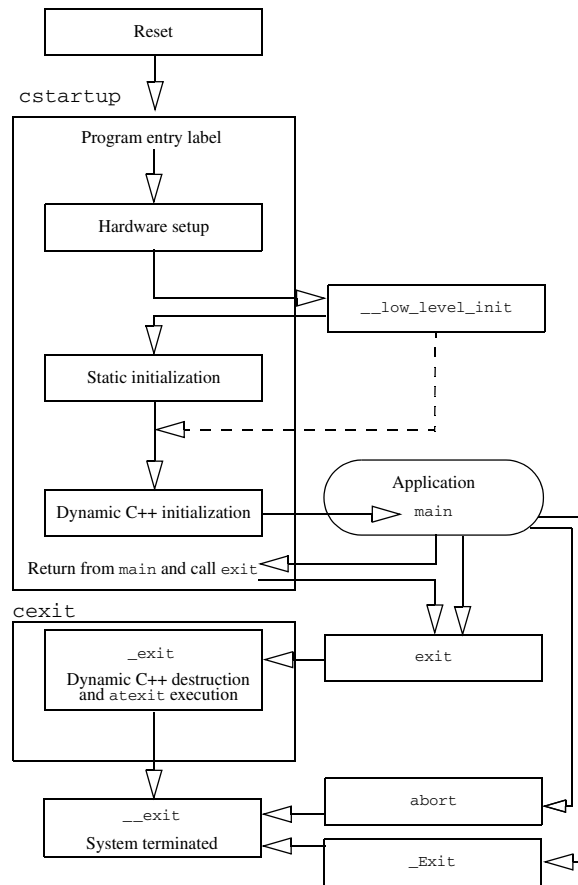 Reset
cstartup
Program entry label
Hardware setup
__low_level_init
Static initialization
Application
main
Dynamic C++ initialization
Return from main and call exit
cexit
_exit
Dynamic C++ destruction
and atexit execution
exit
abort
__exit
System terminated
_Exit